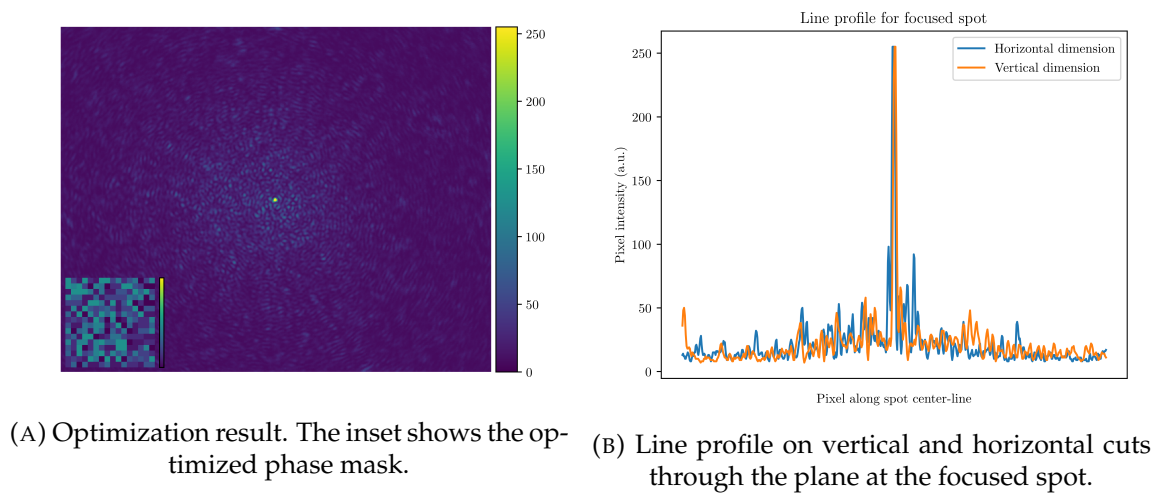 250
200
150
100
50
0
Line profile for focused spot
Horizontal dimension
Vertical dimension
Pixel intensity (a.u.)
250
200
150
100
50
0
Pixel along spot center-line
(A) Optimization result. The inset shows the op-
timized phase mask.
(B) Line profile on vertical and horizontal cuts
through the plane at the focused spot.